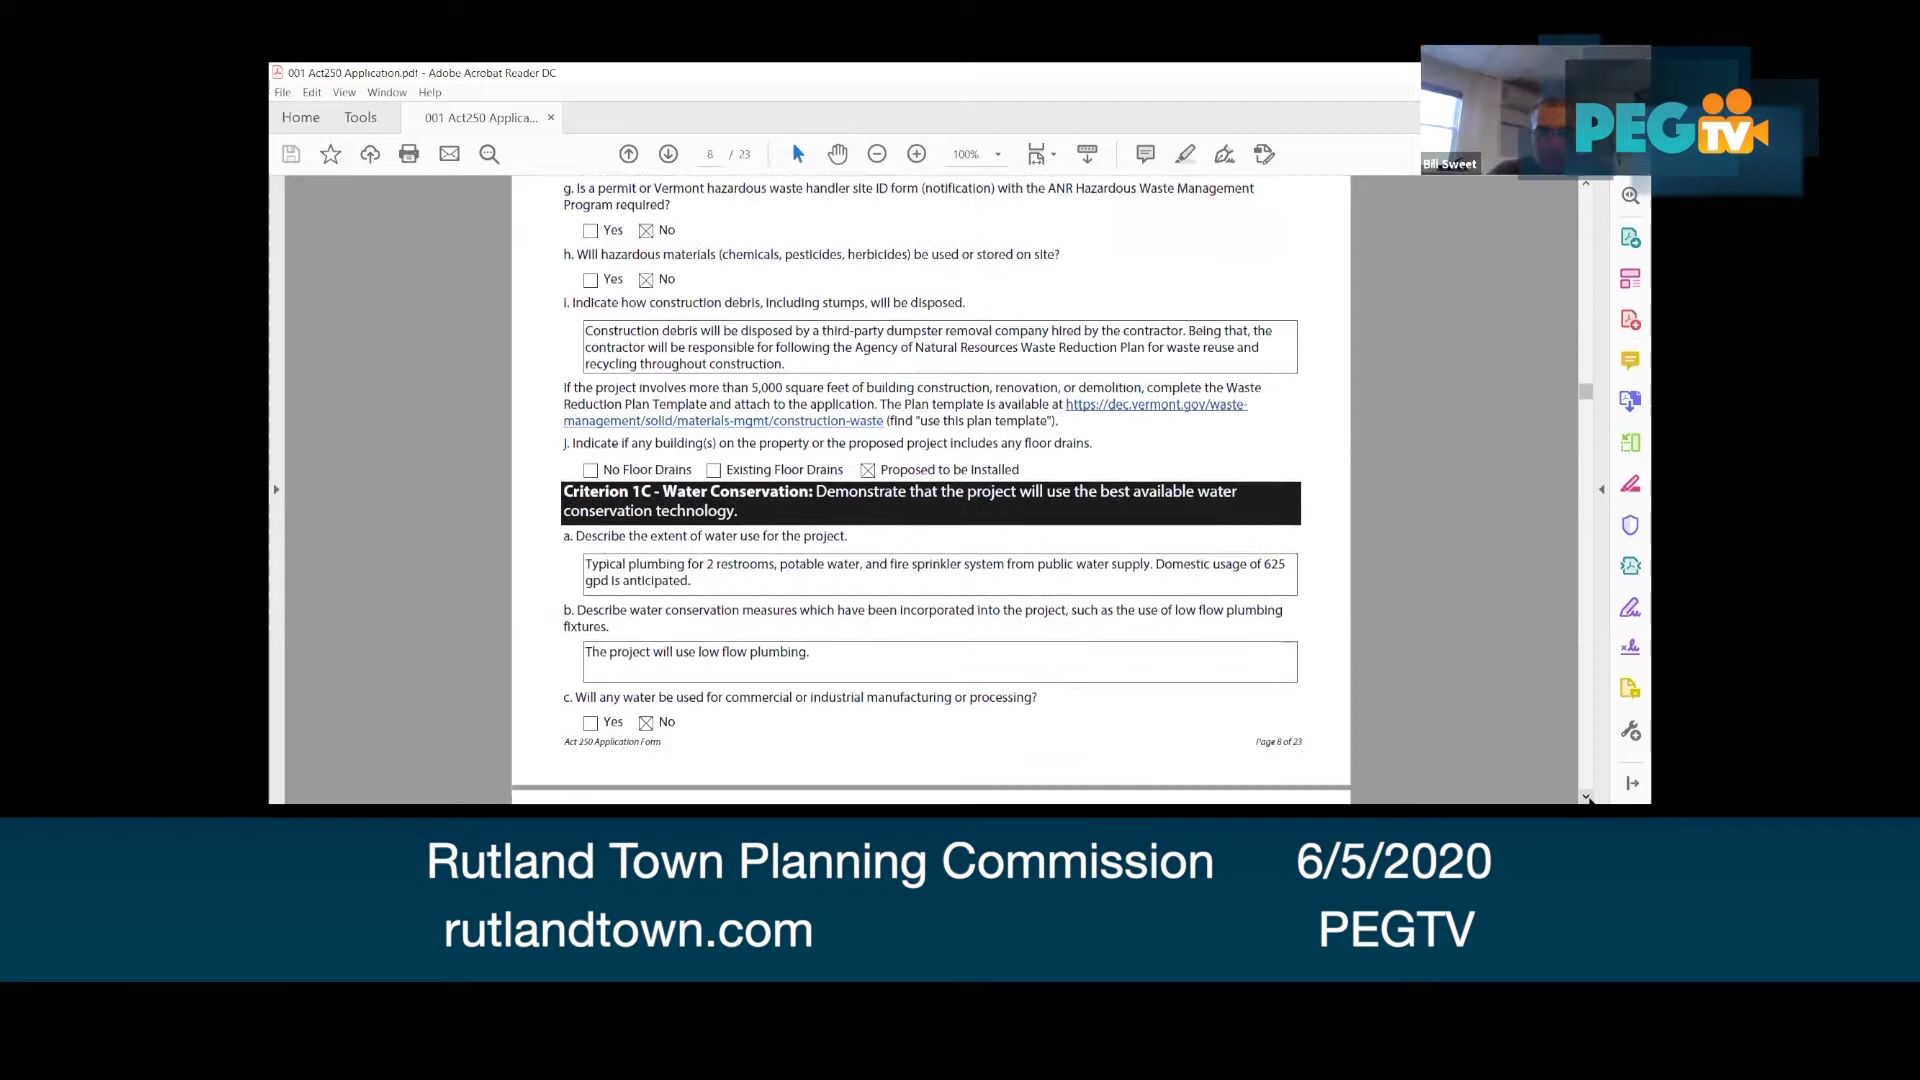 001 Act250 Application.pdf - Adobe Acrobat Reader DC
File Edit View Window Help
Home Tools 001 Act250 Applica... ×
8 / 23 100%
Bill Sweet
PEGTV
g. Is a permit or Vermont hazardous waste handler site ID form (notification) with the ANR Hazardous Waste Management
Program required?
Yes No
h. Will hazardous materials (chemicals, pesticides, herbicides) be used or stored on site?
Yes No
i. Indicate how construction debris, including stumps, will be disposed.
Construction debris will be disposed by a third-party dumpster removal company hired by the contractor. Being that, the
contractor will be responsible for following the Agency of Natural Resources Waste Reduction Plan for waste reuse and
recycling throughout construction.
If the project involves more than 5,000 square feet of building construction, renovation, or demolition, complete the Waste
Reduction Plan Template and attach to the application. The Plan template is available at https://dec.vermont.gov/waste-
management/solid/materials-mgmt/construction-waste (find "use this plan template").
j. Indicate if any building(s) on the property or the proposed project includes any floor drains.
No Floor Drains Existing Floor Drains Proposed to be Installed
Criterion 1C - Water Conservation: Demonstrate that the project will use the best available water
conservation technology.
a. Describe the extent of water use for the project.
Typical plumbing for 2 restrooms, potable water, and fire sprinkler system from public water supply. Domestic usage of 625
gpd is anticipated.
b. Describe water conservation measures which have been incorporated into the project, such as the use of low flow plumbing
fixtures.
The project will use low flow plumbing.
c. Will any water be used for commercial or industrial manufacturing or processing?
Yes No
Act 250 Application Form Page 8 of 23
Rutland Town Planning Commission 6/5/2020
rutlandtown.com PEGTV